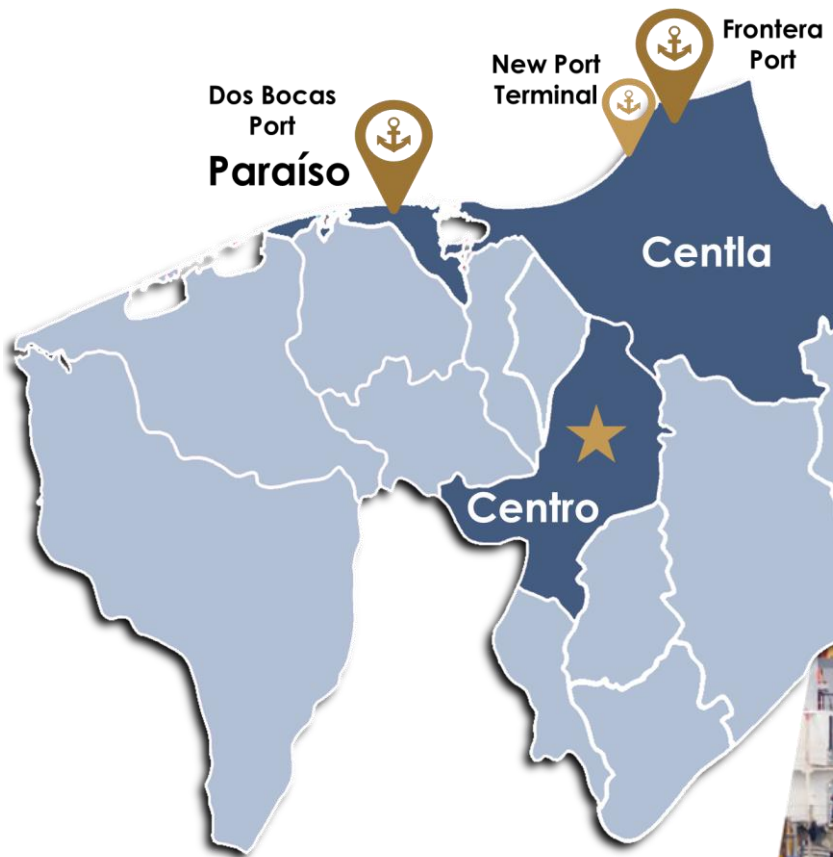 Frontera
Port
New Port
Terminal
Dos Bocas
Port
Paraíso
Centla
Centro